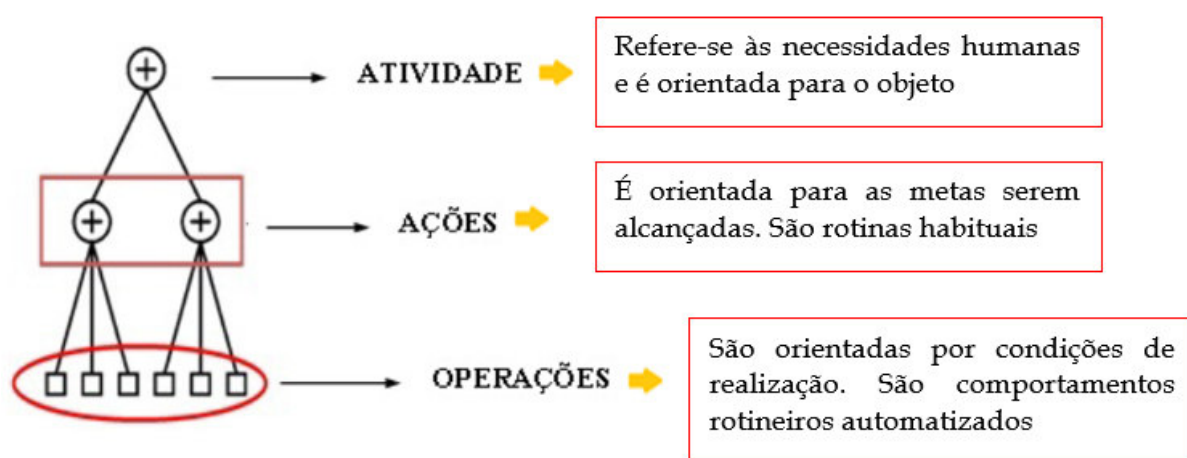 ATIVIDADE
Refere-se às necessidades humanas
e é orientada para o objeto
AÇÕES
É orientada para as metas serem
alcançadas. São rotinas habituais
OPERAÇÕES
São orientadas por condições de
realização. São comportamentos
rotineiros automatizados